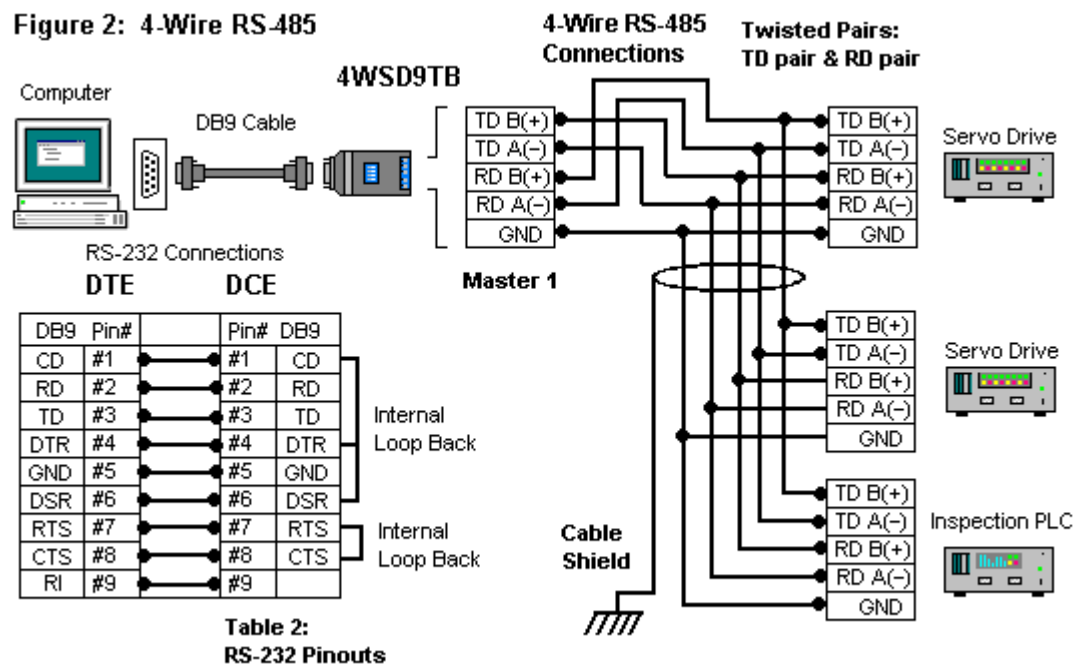 Figure 2: 4-Wire RS-485
4-Wire RS-485
Connections
Twisted Pairs:
TD pair & RD pair
Computer
DB9 Cable
4WSD9TB
TD B(+)
TD A(−)
RD B(+)
RD A(−)
GND
Master 1
TD B(+)
TD A(−)
RD B(+)
RD A(−)
GND
Servo Drive
RS-232 Connections
DTE DCE
DB9 Pin# Pin# DB9
CD #1 #1 CD
RD #2 #2 RD
TD #3 #3 TD
DTR #4 #4 DTR
GND #5 #5 GND
DSR #6 #6 DSR
RTS #7 #7 RTS
CTS #8 #8 CTS
RI #9 #9
Internal
Loop Back
Internal
Loop Back
Table 2:
RS-232 Pinouts
TD B(+)
TD A(−)
RD B(+)
RD A(−)
GND
Servo Drive
TD B(+)
TD A(−)
RD B(+)
RD A(−)
GND
Inspection PLC
Cable
Shield